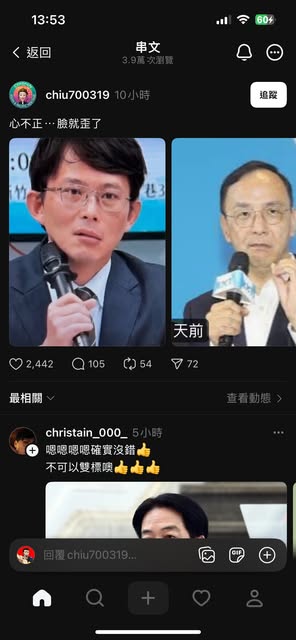 13:53
60
返回
串文
3.9萬 次瀏覽
chiu700319 10小時
追蹤
心不正⋯臉就歪了
天前
2,442
105
54
72
最相關
查看動態
christain_000_ 5小時
嗯嗯嗯嗯確實沒錯👍
不可以雙標噢👍👍👍
回覆 chiu700319...
GIF